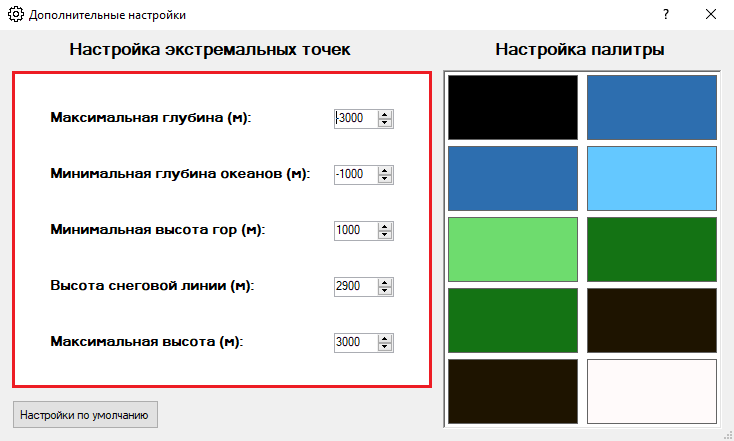 Дополнительные настройки
?
Настройка экстремальных точек
Настройка палитры
Максимальная глубина (м): -3000
Минимальная глубина океанов (м): -1000
Минимальная высота гор (м): 1000
Высота снеговой линии (м): 2900
Максимальная высота (м): 3000
Настройки по умолчанию